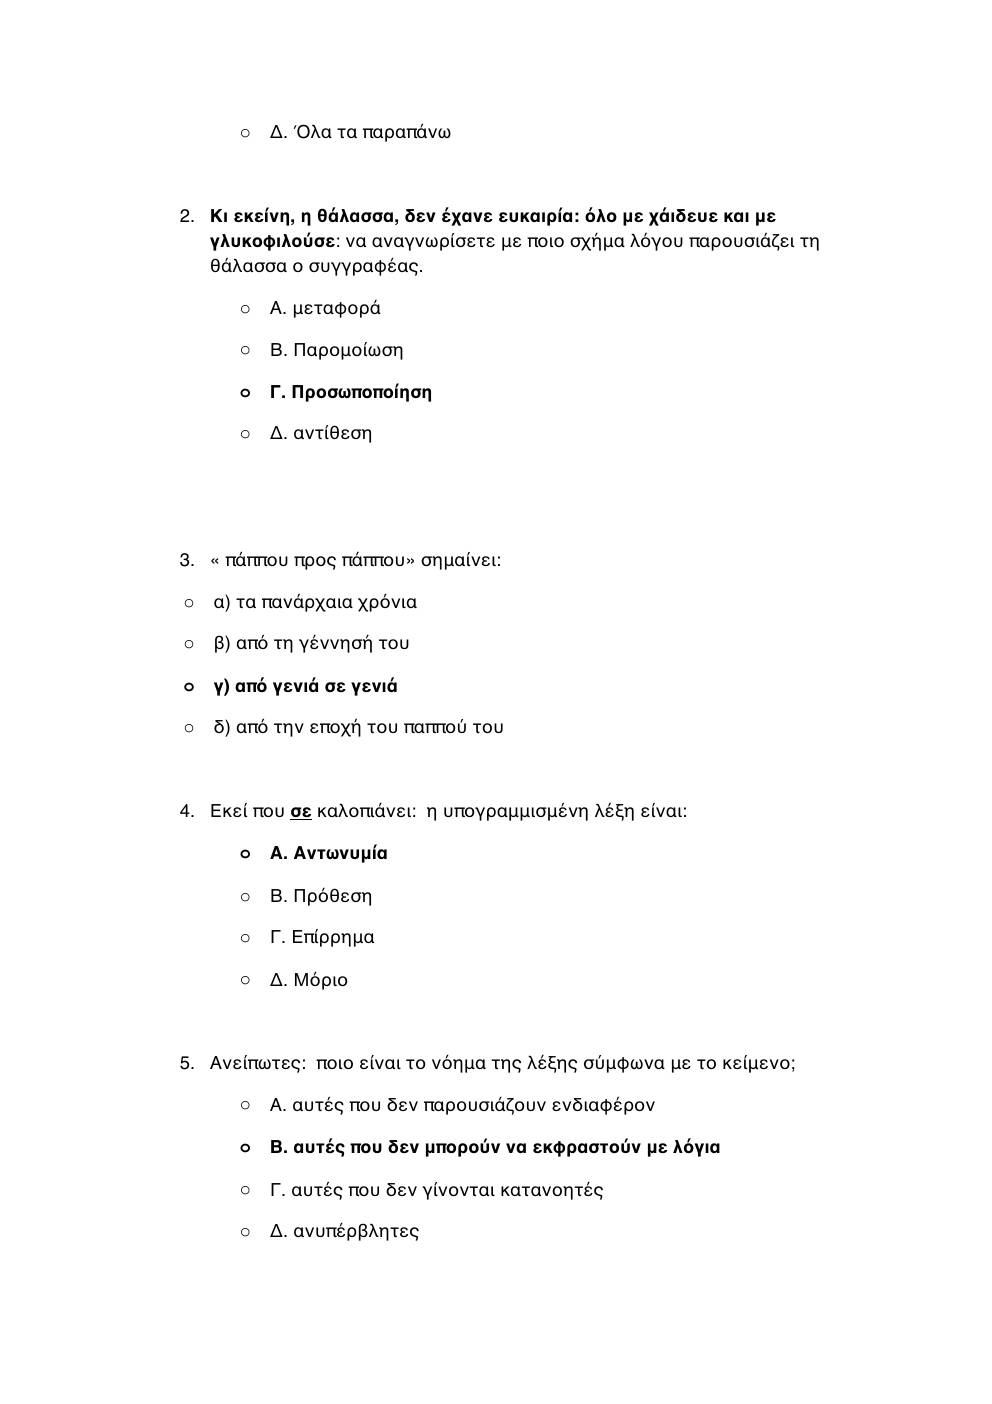 ○ Δ. Όλα τα παραπάνω
2. Κι εκείνη, η θάλασσα, δεν έχανε ευκαιρία: όλο με χάιδευε και με
γλυκοφιλούσε: να αναγνωρίσετε με ποιο σχήμα λόγου παρουσιάζει τη
θάλασσα ο συγγραφέας.
○ Α. μεταφορά
○ Β. Παρομοίωση
○ Γ. Προσωποποίηση
○ Δ. αντίθεση
3. « πάππου προς πάππου» σημαίνει:
○ α) τα πανάρχαια χρόνια
○ β) από τη γέννησή του
○ γ) από γενιά σε γενιά
○ δ) από την εποχή του παππού του
4. Εκεί που σε καλοπιάνει: η υπογραμμισμένη λέξη είναι:
○ Α. Αντωνυμία
○ Β. Πρόθεση
○ Γ. Επίρρημα
○ Δ. Μόριο
5. Ανείπωτες: ποιο είναι το νόημα της λέξης σύμφωνα με το κείμενο;
○ Α. αυτές που δεν παρουσιάζουν ενδιαφέρον
○ Β. αυτές που δεν μπορούν να εκφραστούν με λόγια
○ Γ. αυτές που δεν γίνονται κατανοητές
○ Δ. ανυπέρβλητες